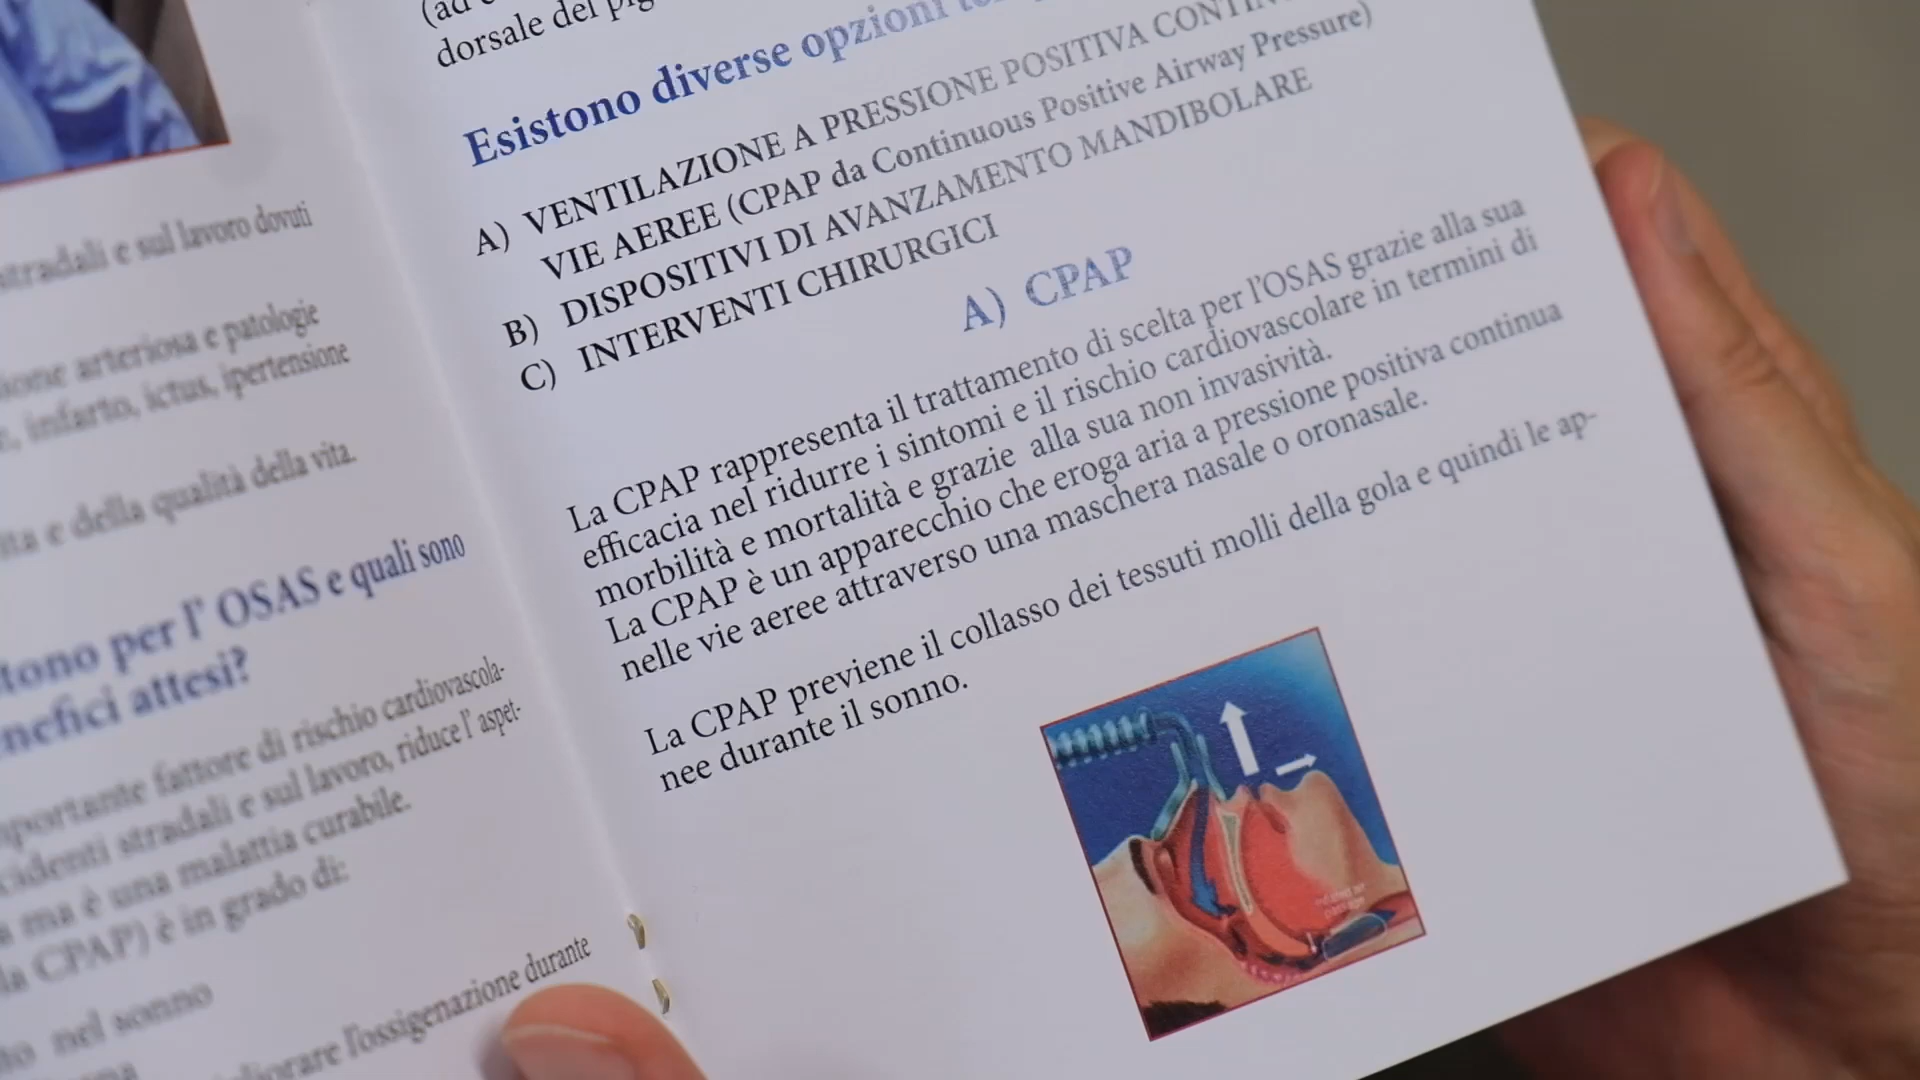 stradali e sul lavoro dovuti
arteriosa e patologie
infarto, ictus, ipertensione
e della qualità della vita.
per l' OSAS e quali sono
attesi?
fattore di rischio cardiovascola-
stradali e sul lavoro, riduce l' aspet-
ma è una malattia curabile.
la CPAP) è in grado di:
nel sonno
l'ossigenazione durante
dorsale del
Esistono diverse opzioni
A) VENTILAZIONE A PRESSIONE POSITIVA
VIE AEREE (CPAP da Continuous Positive Airway Pressure)
B) DISPOSITIVI DI AVANZAMENTO MANDIBOLARE
C) INTERVENTI CHIRURGICI
A) CPAP
La CPAP rappresenta il trattamento di scelta per l'OSAS grazie alla sua
efficacia nel ridurre i sintomi e il rischio cardiovascolare in termini di
morbilità e mortalità e grazie alla sua non invasività.
La CPAP è un apparecchio che eroga aria a pressione positiva continua
nelle vie aeree attraverso una maschera nasale o oronasale.
La CPAP previene il collasso dei tessuti molli della gola e quindi le ap-
nee durante il sonno.